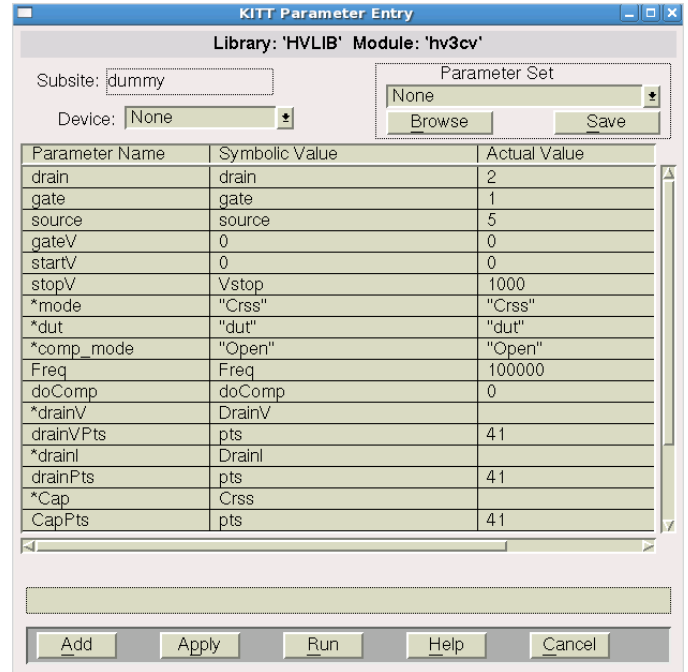 KITT Parameter Entry
Library: 'HVLIB' Module: 'hv3cv'
Subsite: dummy
Device: None
Parameter Set
None
Browse Save
Parameter Name Symbolic Value Actual Value
drain drain 2
gate gate 1
source source 5
gateV 0 0
startV 0 0
stopV Vstop 1000
*mode "Crss" "Crss"
*dut "dut" "dut"
*comp_mode "Open" "Open"
Freq Freq 100000
doComp doComp 0
*drainV DrainV
drainVPts pts 41
*drainI DrainI
drainPts pts 41
*Cap Crss
CapPts pts 41
Add Apply Run Help Cancel